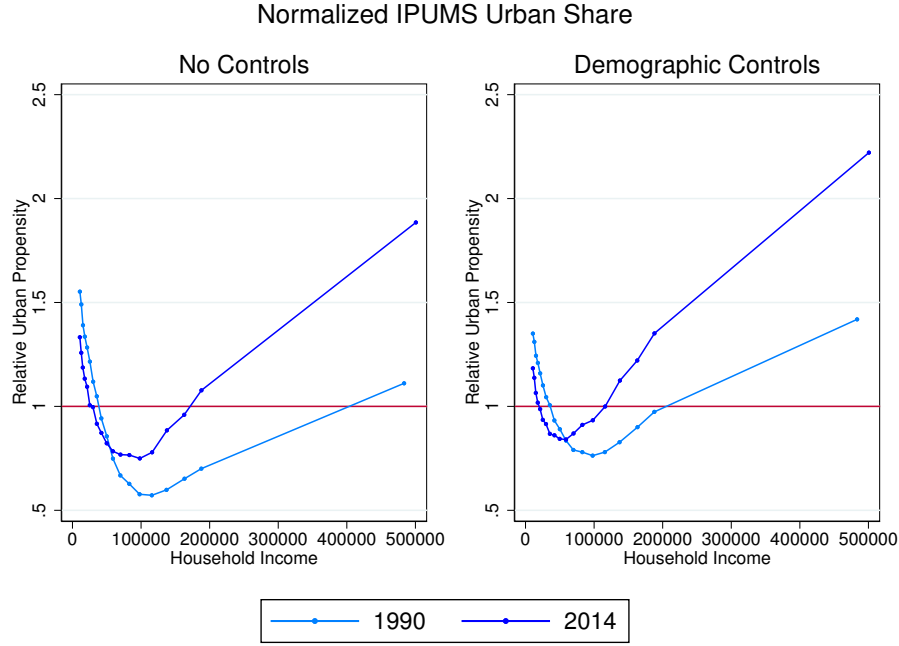 Normalized IPUMS Urban Share
No Controls
Relative Urban Propensity
2.5
2
1.5
1
.5
0 100000 200000 300000 400000 500000
Household Income
Demographic Controls
Relative Urban Propensity
2.5
2
1.5
1
.5
0 100000 200000 300000 400000 500000
Household Income
1990 2014